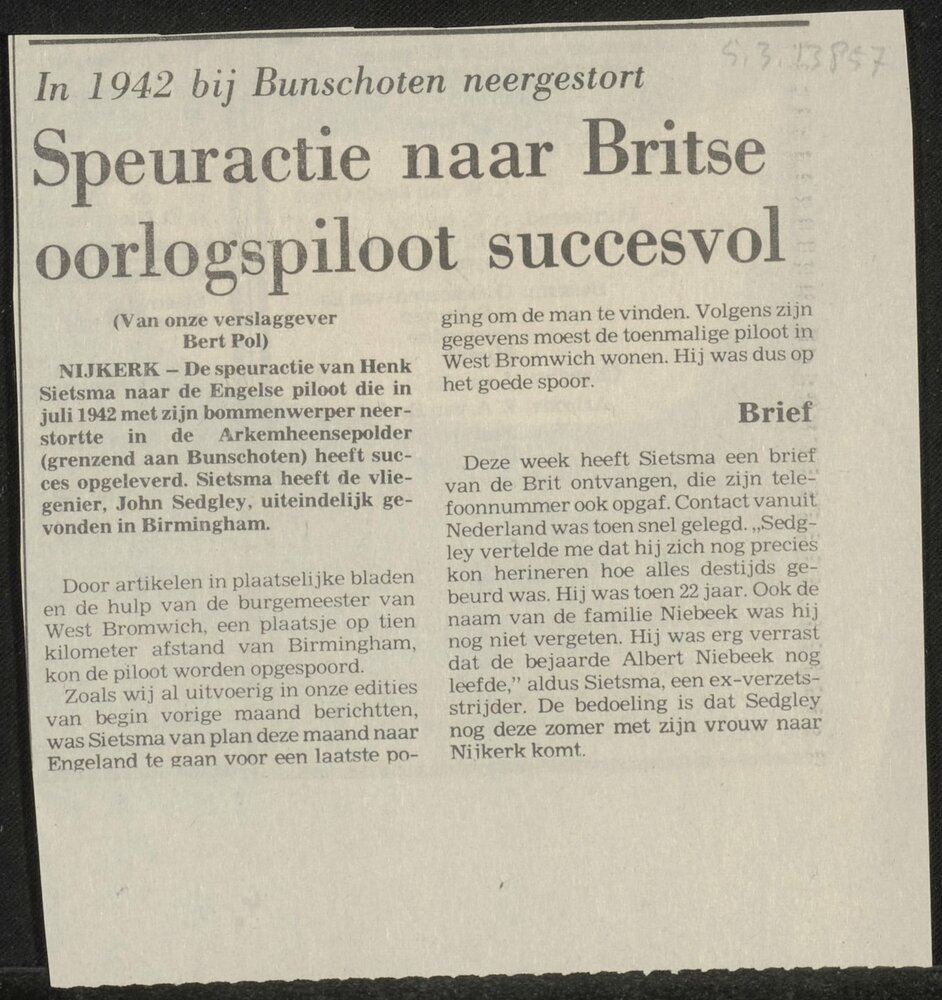 S.3.13857
In 1942 bij Bunschoten neergestort
Speuractie naar Britse
oorlogspiloot succesvol
(Van onze verslaggever
Bert Pol)
NIJKERK – De speuractie van Henk
Sietsma naar de Engelse piloot die in
juli 1942 met zijn bommenwerper neer-
stortte in de Arkemheensepolder
(grenzend aan Bunschoten) heeft suc-
ces opgeleverd. Sietsma heeft de vlie-
genier, John Sedgley, uiteindelijk ge-
vonden in Birmingham.
Door artikelen in plaatselijke bladen
en de hulp van de burgemeester van
West Bromwich, een plaatsje op tien
kilometer afstand van Birmingham,
kon de piloot worden opgespoord.
Zoals wij al uitvoerig in onze edities
van begin vorige maand berichtten,
was Sietsma van plan deze maand naar
Engeland te gaan voor een laatste po-
ging om de man te vinden. Volgens zijn
gegevens moest de toenmalige piloot in
West Bromwich wonen. Hij was dus op
het goede spoor.
Brief
Deze week heeft Sietsma een brief
van de Brit ontvangen, die zijn tele-
foonnummer ook opgaf. Contact vanuit
Nederland was toen snel gelegd. „Sedg-
ley vertelde me dat hij zich nog precies
kon herineren hoe alles destijds ge-
beurd was. Hij was toen 22 jaar. Ook de
naam van de familie Niebeek was hij
nog niet vergeten. Hij was erg verrast
dat de bejaarde Albert Niebeek nog
leefde,” aldus Sietsma, een ex-verzets-
strijder. De bedoeling is dat Sedgley
nog deze zomer met zijn vrouw naar
Nijkerk komt.